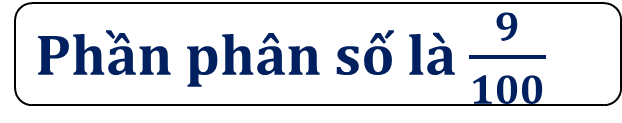 Phần phân số là 9/100